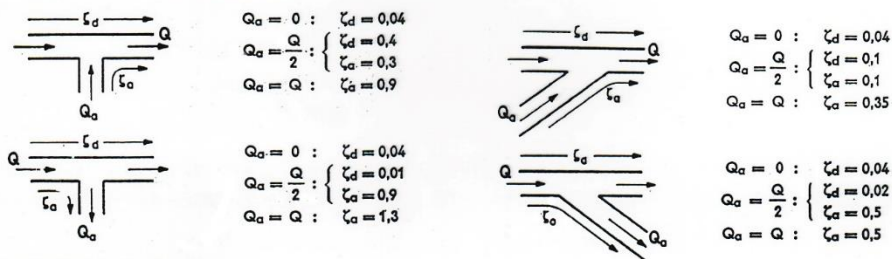 ζd
Q
ζa
Qa
Qa = 0 : ζd = 0,04
Qa = Q/2 : { ζd = 0,4
ζa = 0,3
Qa = Q : ζa = 0,9
ζd
Q
ζa
Qa
Qa = 0 : ζd = 0,04
Qa = Q/2 : { ζd = 0,01
ζa = 0,9
Qa = Q : ζa = 1,3
ζd
Q
ζa
Qa
Qa = 0 : ζd = 0,04
Qa = Q/2 : { ζd = 0,1
ζa = 0,1
Qa = Q : ζa = 0,35
ζd
Q
ζa
Qa
Qa = 0 : ζd = 0,04
Qa = Q/2 : { ζd = 0,02
ζa = 0,5
Qa = Q : ζa = 0,5